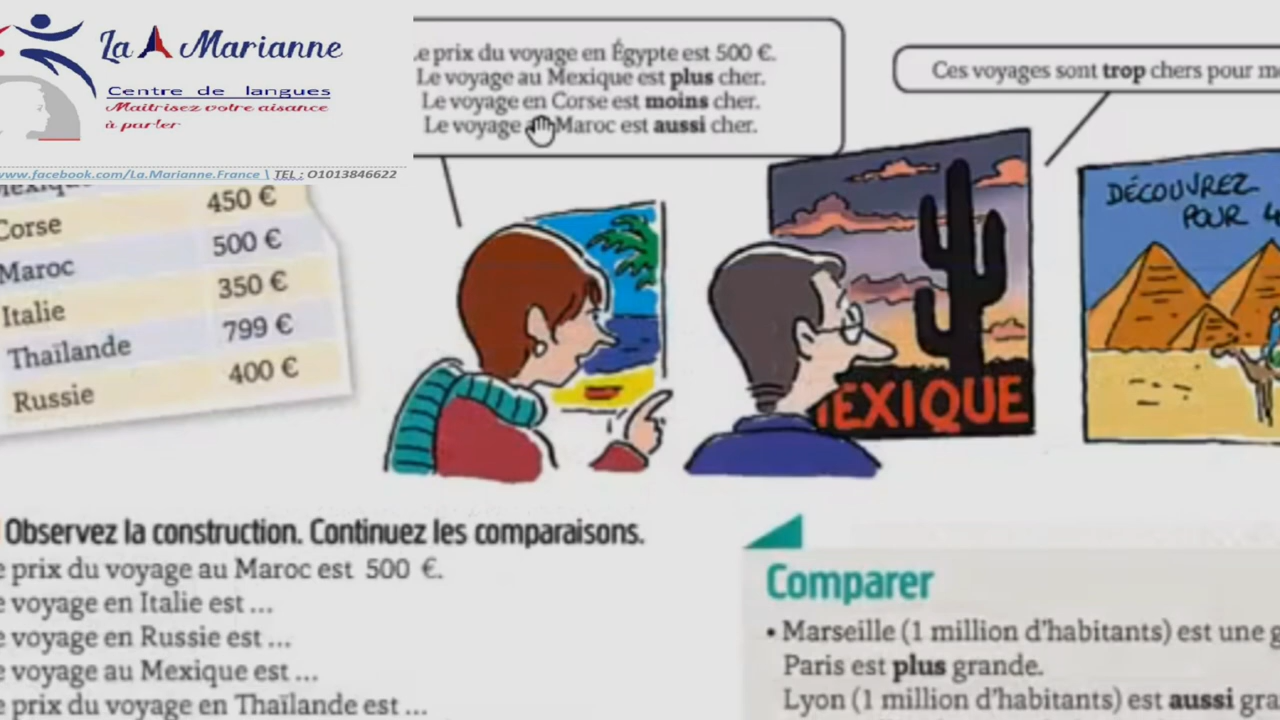 La Marianne
Centre de langues
Maîtrisez votre aisance
à parler
www.facebook.com/La.Marianne.France \ TEL : 01013846622
Le prix du voyage en Égypte est 500 €.
Le voyage au Mexique est plus cher.
Le voyage en Corse est moins cher.
Le voyage Maroc est aussi cher.
Ces voyages sont trop chers pour
Corse 450 €
Maroc 500 €
Italie 350 €
Thaïlande 799 €
Russie 400 €
MEXIQUE
DÉCOUVREZ
POUR
Observez la construction. Continuez les comparaisons.
prix du voyage au Maroc est 500 €.
voyage en Italie est ...
voyage en Russie est ...
voyage au Mexique est ...
prix du voyage en Thaïlande est ...
Comparer
• Marseille (1 million d'habitants) est une
Paris est plus grande.
Lyon (1 million d'habitants) est aussi